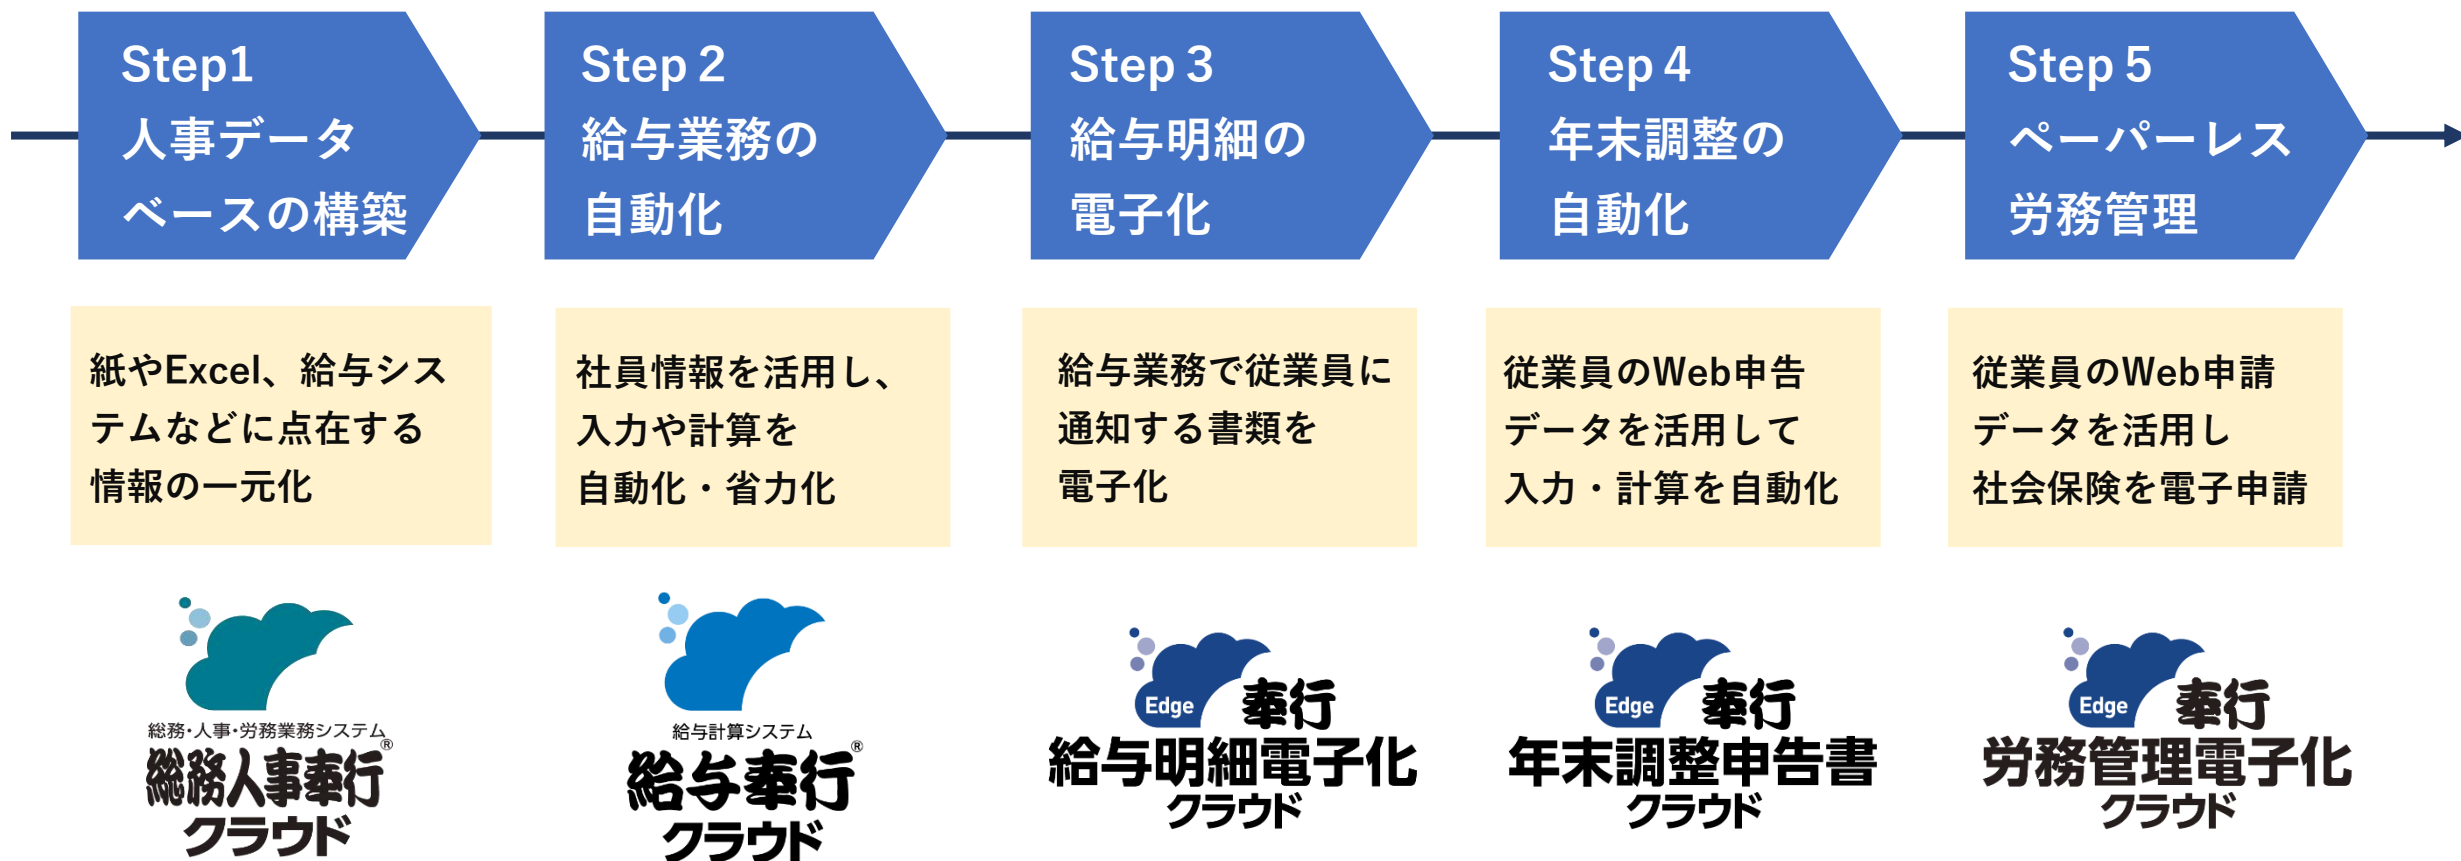 Step1
人事データ
ベースの構築
Step 2
給与業務の
自動化
Step 3
給与明細の
電子化
Step 4
年末調整の
自動化
Step 5
ペーパーレス
労務管理
紙やExcel、給与シス
テムなどに点在する
情報の一元化
社員情報を活用し、
入力や計算を
自動化・省力化
給与業務で従業員に
通知する書類を
電子化
従業員のWeb申告
データを活用して
入力・計算を自動化
従業員のWeb申請
データを活用し
社会保険を電子申請
総務・人事・労務業務システム
総務人事奉行®
クラウド
給与計算システム
給与奉行®
クラウド
Edge 奉行
給与明細電子化
クラウド
Edge 奉行
年末調整申告書
クラウド
Edge 奉行
労務管理電子化
クラウド